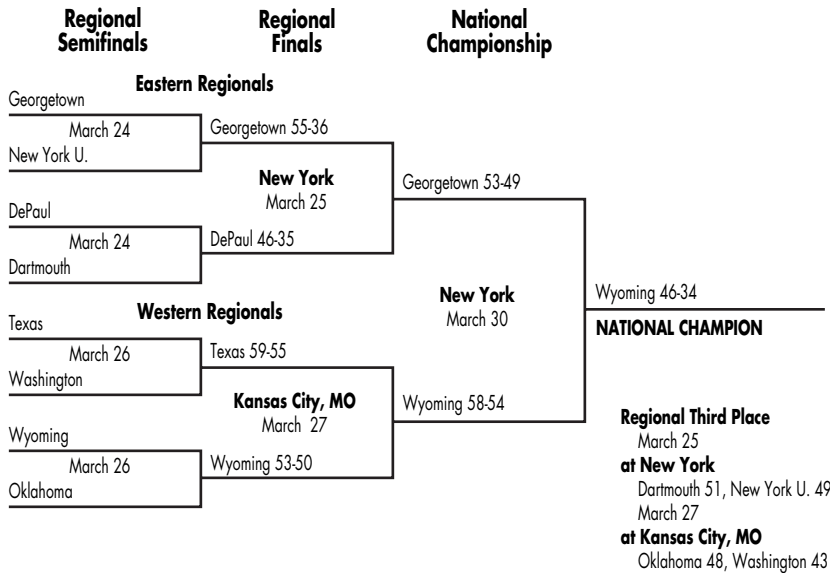 Regional
Semifinals
Regional
Finals
National
Championship
Eastern Regionals
Georgetown
March 24
New York U.
Georgetown 55-36
New York
March 25
DePaul
March 24
Dartmouth
DePaul 46-35
Georgetown 53-49
Western Regionals
Texas
March 26
Washington
Texas 59-55
Kansas City, MO
March 27
Wyoming
March 26
Oklahoma
Wyoming 53-50
Wyoming 58-54
New York
March 30
Wyoming 46-34
NATIONAL CHAMPION
Regional Third Place
March 25
at New York
Dartmouth 51, New York U. 49
March 27
at Kansas City, MO
Oklahoma 48, Washington 43